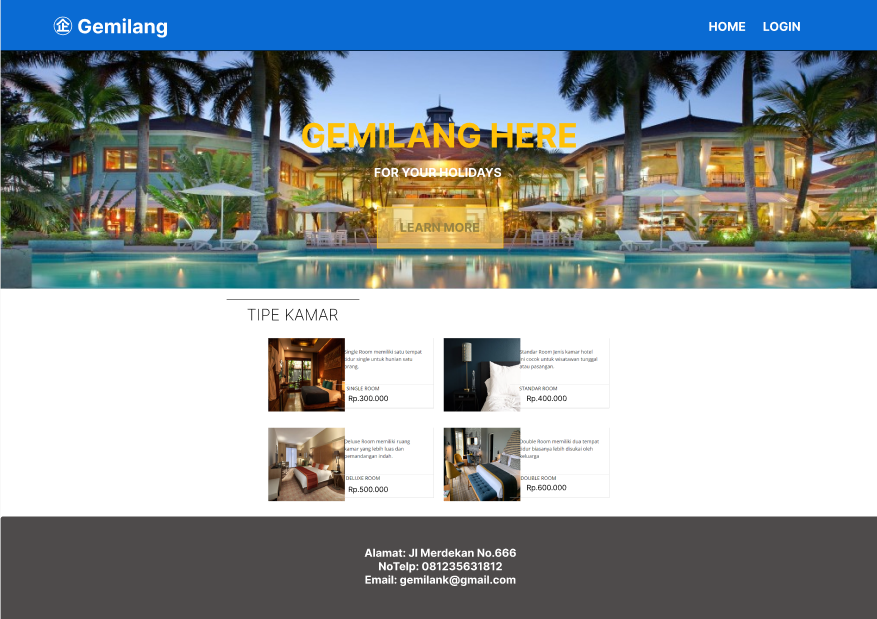 企 Gemilang
HOME LOGIN
GEMILANG HERE
FOR YOUR HOLIDAYS
LEARN MORE
TIPE KAMAR
Single Room memiliki satu tempat
tidur single untuk hunian satu
orang.
SINGLE ROOM
Rp.300.000
Standar Room Jenis kamar hotel
ini cocok untuk wisatawan tunggal
atau pasangan.
STANDAR ROOM
Rp.400.000
Deluxe Room memiliki ruang
kamar yang lebih luas dan
pemandangan indah.
DELUXE ROOM
Rp.500.000
Double Room memiliki dua tempat
tidur biasanya lebih disukai oleh
keluarga
DOUBLE ROOM
Rp.600.000
Alamat: Jl Merdekan No.666
NoTelp: 081235631812
Email: gemilank@gmail.com